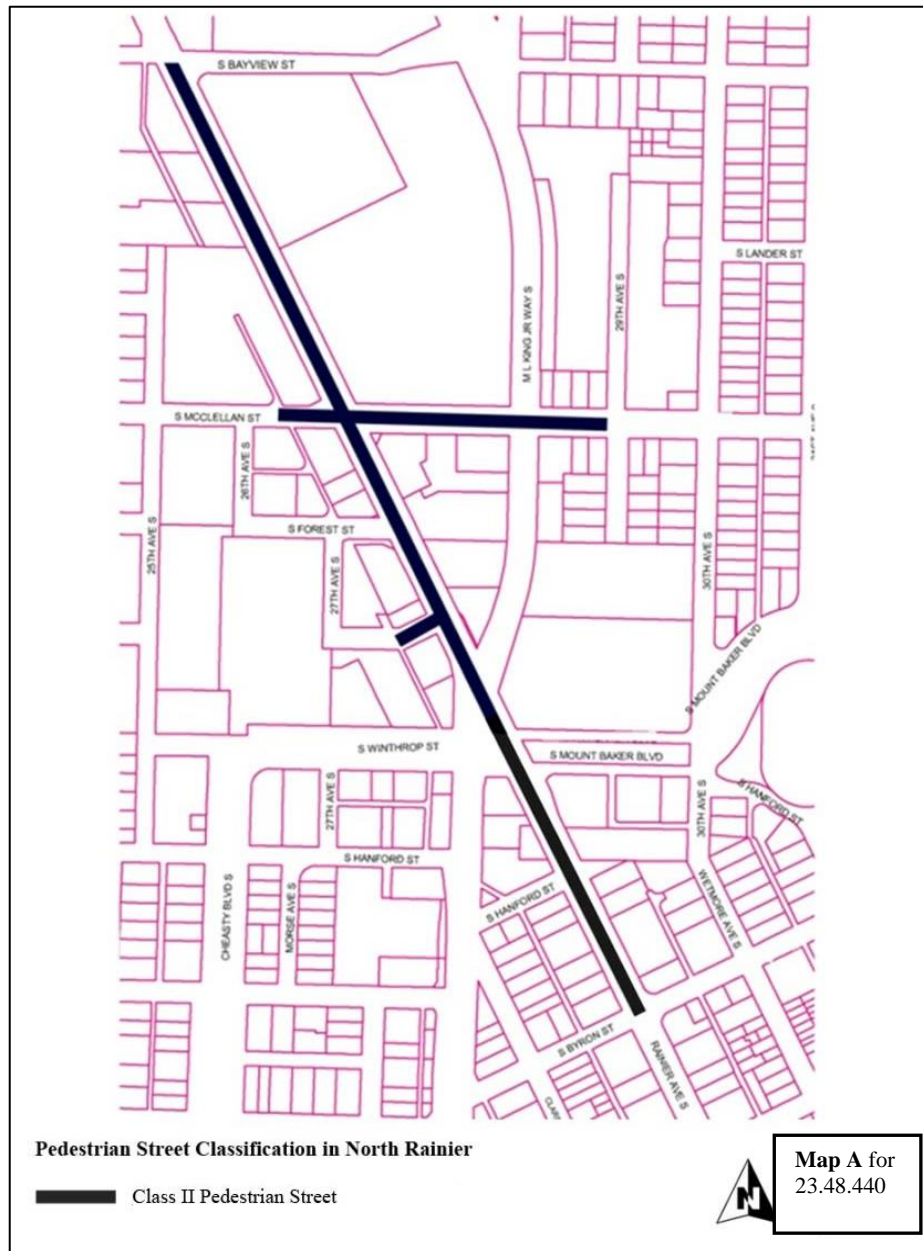 S BAYVIEW ST
S LANDER ST
M L KING JR WAY S
29TH AVE S
S MCCLELLAN ST
26TH AVE S
S FOREST ST
25TH AVE S
27TH AVE S
30TH AVE S
S MOUNT BAKER BLVD
S WINTHROP ST
S MOUNT BAKER BLVD
27TH AVE S
30TH AVE S
S HANFORD ST
S HANFORD ST
CHEASTY BLVD S
MORSE AVE S
S HANFORD ST
WETMORE AVE S
S BYRON ST
RAINIER AVE S
Pedestrian Street Classification in North Rainier
Class II Pedestrian Street
N
Map A for
23.48.440